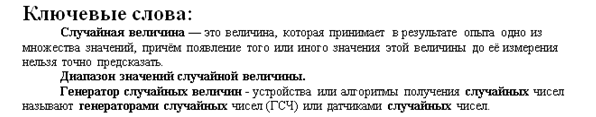 Ключевые слова:
Случайная величина — это величина, которая принимает в результате опыта одно из
множества значений, причём появление того или иного значения этой величины до её измерения
нельзя точно предсказать.
Диапазон значений случайной величины.
Генератор случайных величин - устройства или алгоритмы получения случайных чисел
называют генераторами случайных чисел (ГСЧ) или датчиками случайных чисел.